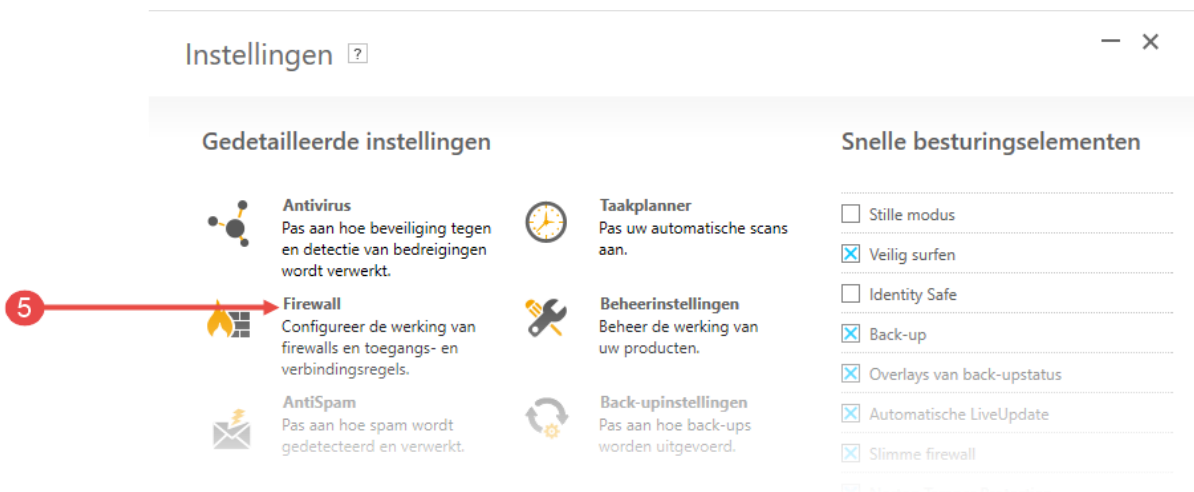 Instellingen ?
Gedetailleerde instellingen
Antivirus
Pas aan hoe beveiliging tegen
en detectie van bedreigingen
wordt verwerkt.
Taakplanner
Pas uw automatische scans
aan.
5
Firewall
Configureer de werking van
firewalls en toegangs- en
verbindingsregels.
Beheerinstellingen
Beheer de werking van
uw producten.
AntiSpam
Pas aan hoe spam wordt
gedetecteerd en verwerkt.
Back-upinstellingen
Pas aan hoe back-ups
worden uitgevoerd.
Snelle besturingselementen
Stille modus
Veilig surfen
Identity Safe
Back-up
Overlays van back-upstatus
Automatische LiveUpdate
Slimme firewall